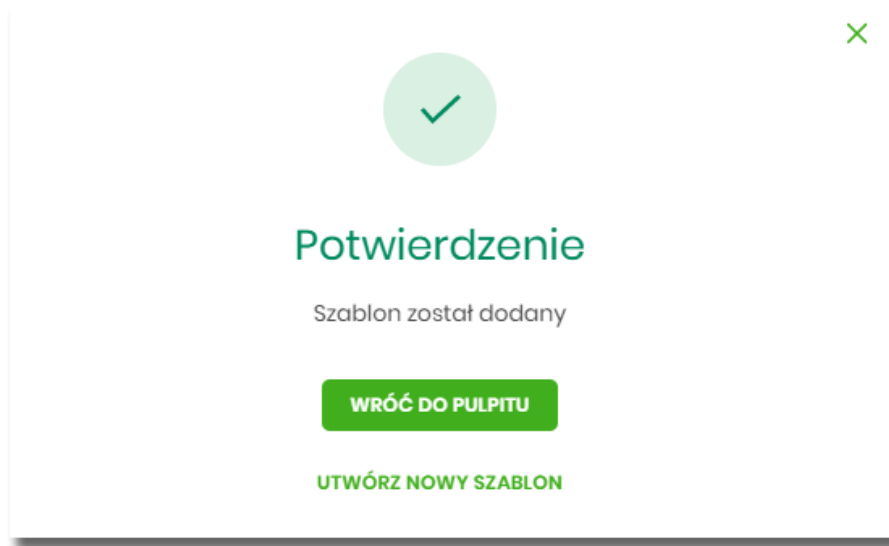 Potwierdzenie
Szablon został dodany
WRÓĆ DO PULPITU
UTWÓRZ NOWY SZABLON